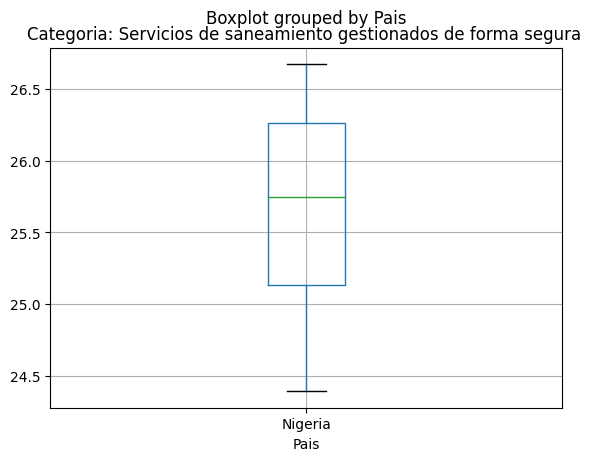 Boxplot grouped by Pais
Categoria: Servicios de saneamiento gestionados de forma segura
26.5
26.0
25.5
25.0
24.5
Nigeria
Pais